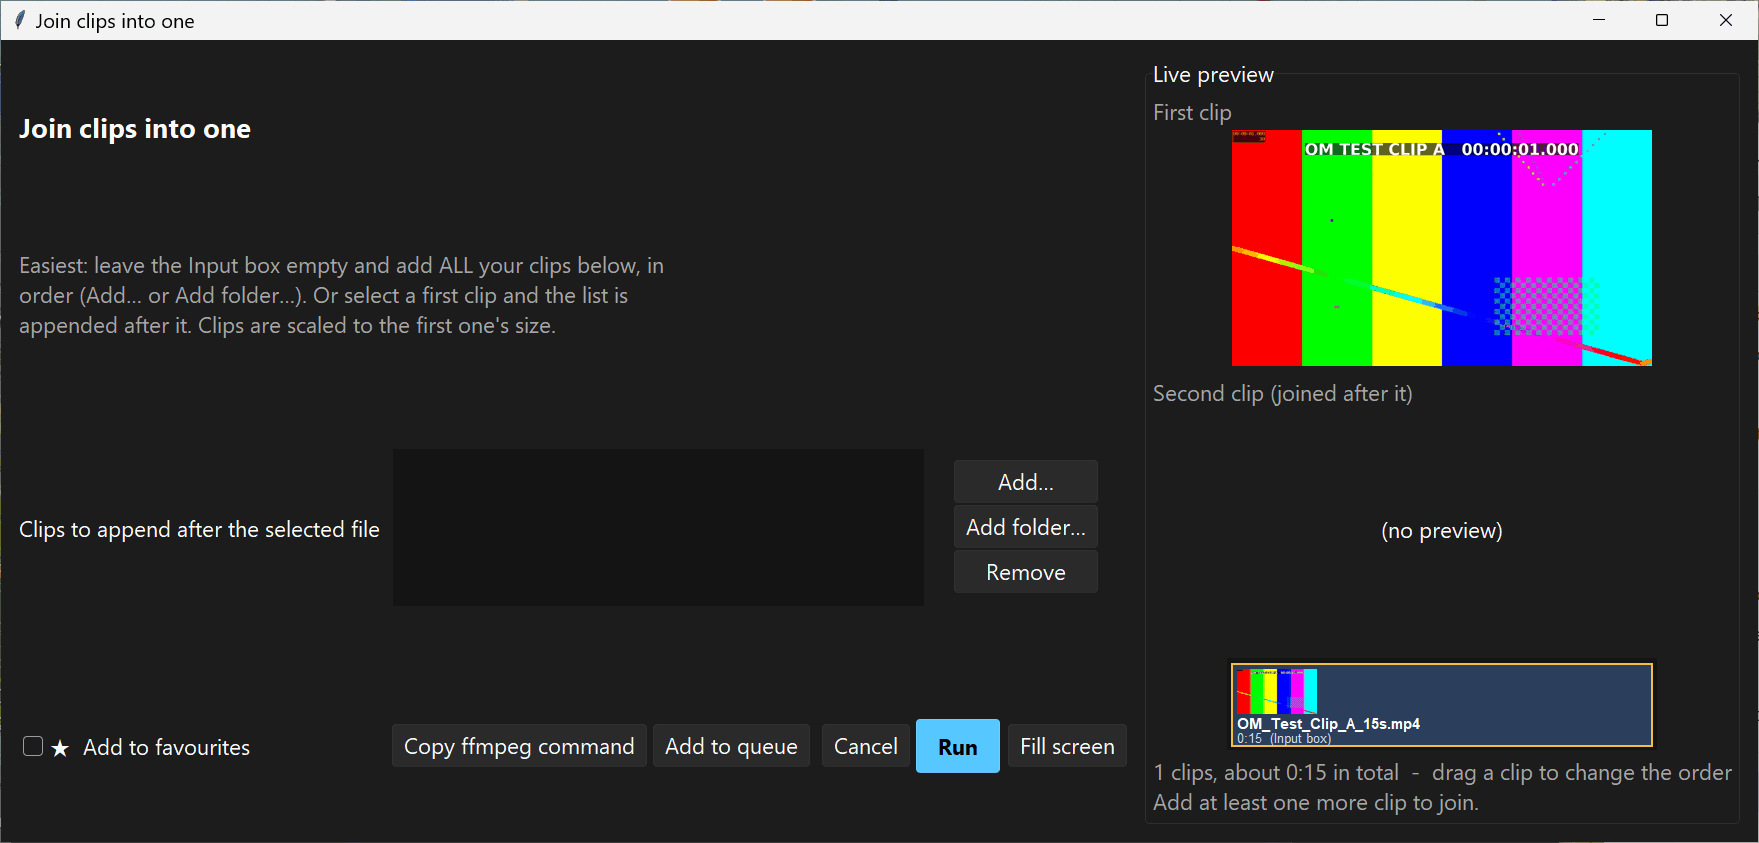 Join clips into one
Join clips into one
Easiest: leave the Input box empty and add ALL your clips below, in
order (Add... or Add folder...). Or select a first clip and the list is
appended after it. Clips are scaled to the first one's size.
Clips to append after the selected file
Add...
Add folder...
Remove
★ Add to favourites
Copy ffmpeg command
Add to queue
Cancel
Run
Fill screen
Live preview
First clip
OM TEST CLIP A 00:00:01.000
Second clip (joined after it)
(no preview)
OM_Test_Clip_A_15s.mp4
0:15 (Input box)
1 clips, about 0:15 in total - drag a clip to change the order
Add at least one more clip to join.